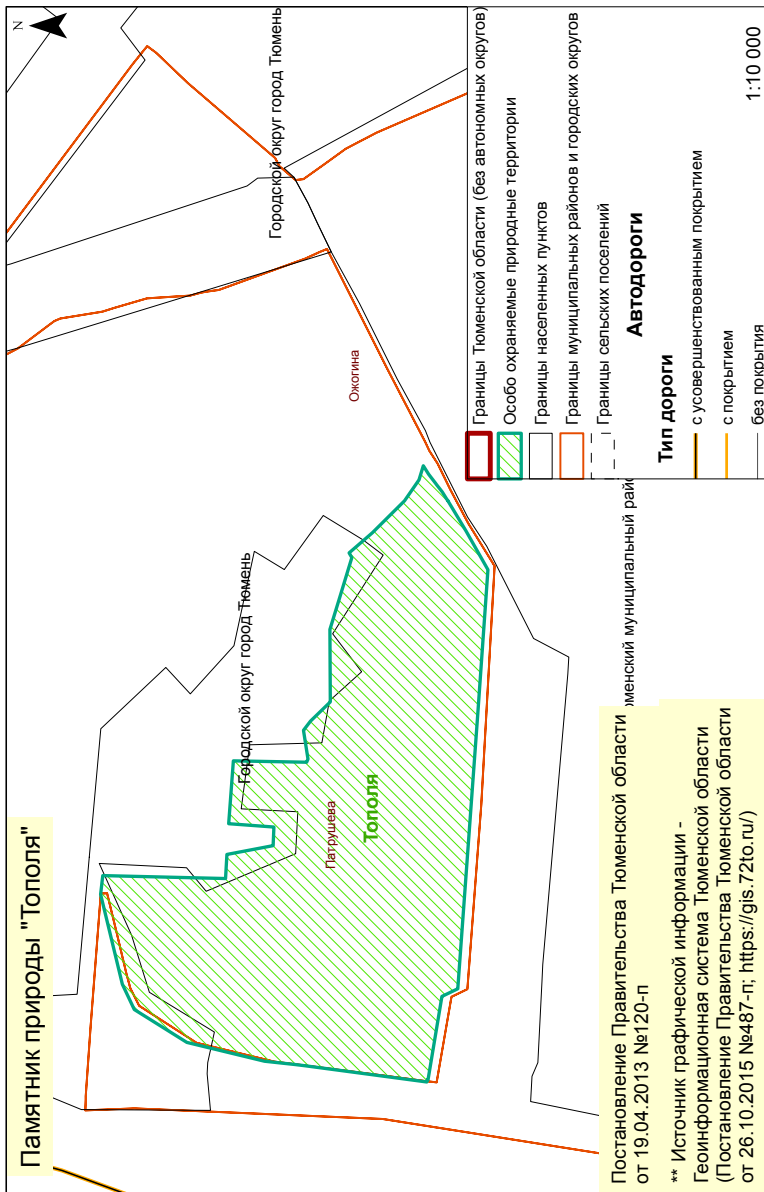 Памятник природы "Тополя"
N
Городской округ город Тюмень
Ожогина
Городской округ город Тюмень
Патрушева
Тополя
юменский муниципальный райо
Границы Тюменской области (без автономных округов)
Особо охраняемые природные территории
Границы населенных пунктов
Границы муниципальных районов и городских округов
Границы сельских поселений
Автодороги
Тип дороги
с усовершенствованным покрытием
с покрытием
без покрытия
1:10 000
Постановление Правительства Тюменской области
от 19.04.2013 №120-п
** Источник графической информации -
Геоинформационная система Тюменской области
(Постановление Правительства Тюменской области
от 26.10.2015 №487-п; https://gis.72to.ru/)